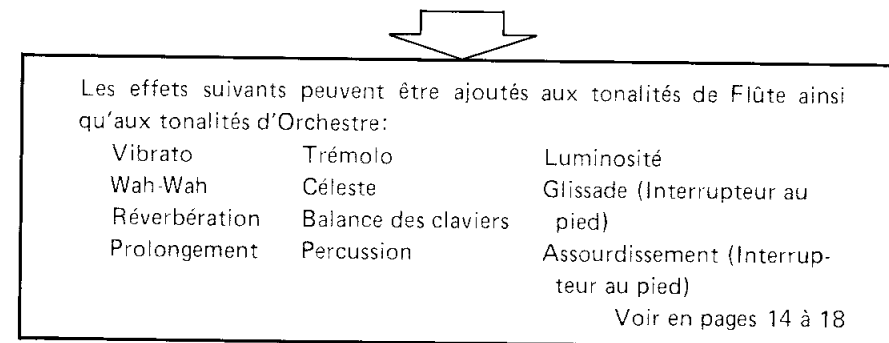 Les effets suivants peuvent être ajoutés aux tonalités de Flûte ainsi
qu'aux tonalités d'Orchestre:
Vibrato Trémolo Luminosité
Wah-Wah Céleste Glissade (Interrupteur au
Réverbération Balance des claviers pied)
Prolongement Percussion Assourdissement (Interrup-
teur au pied)
Voir en pages 14 à 18